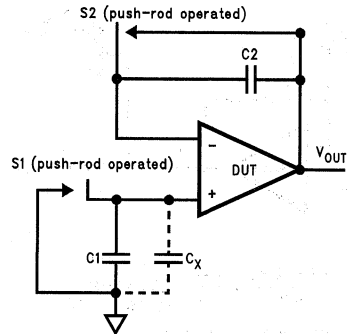 S2 (push-rod operated)
C2
S1 (push-rod operated)
-
DUT
VOUT
+
C1
CX